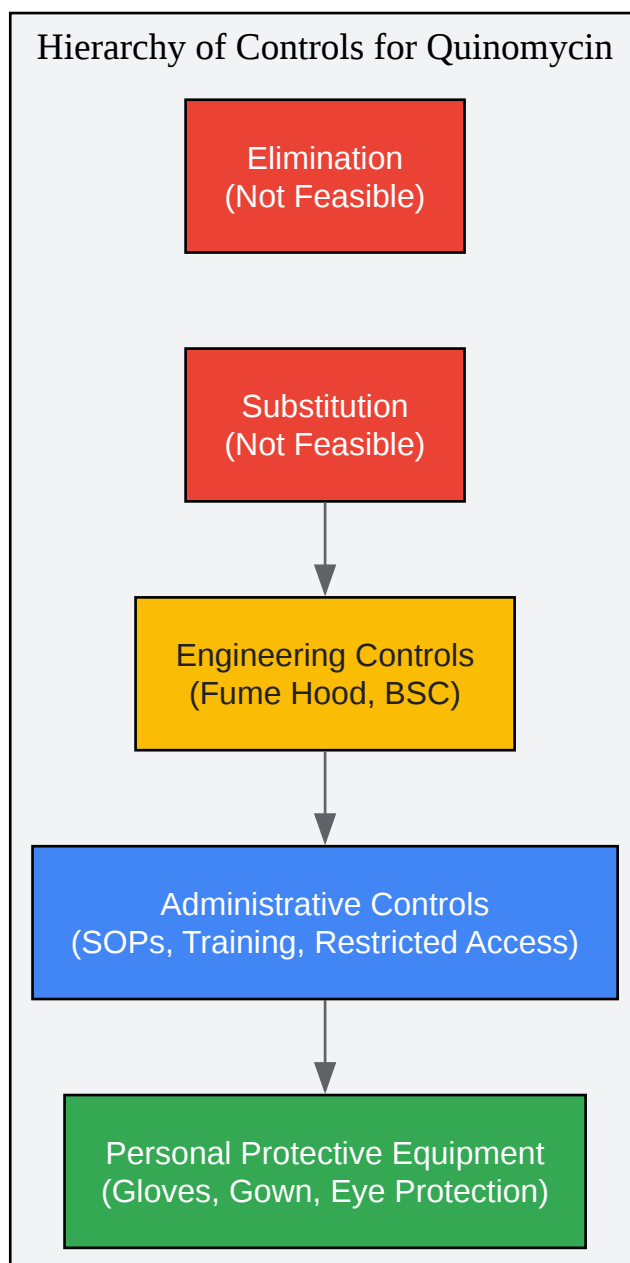 Hierarchy of Controls for Quinomycin
Elimination
(Not Feasible)
Substitution
(Not Feasible)
Engineering Controls
(Fume Hood, BSC)
Administrative Controls
(SOPs, Training, Restricted Access)
Personal Protective Equipment
(Gloves, Gown, Eye Protection)